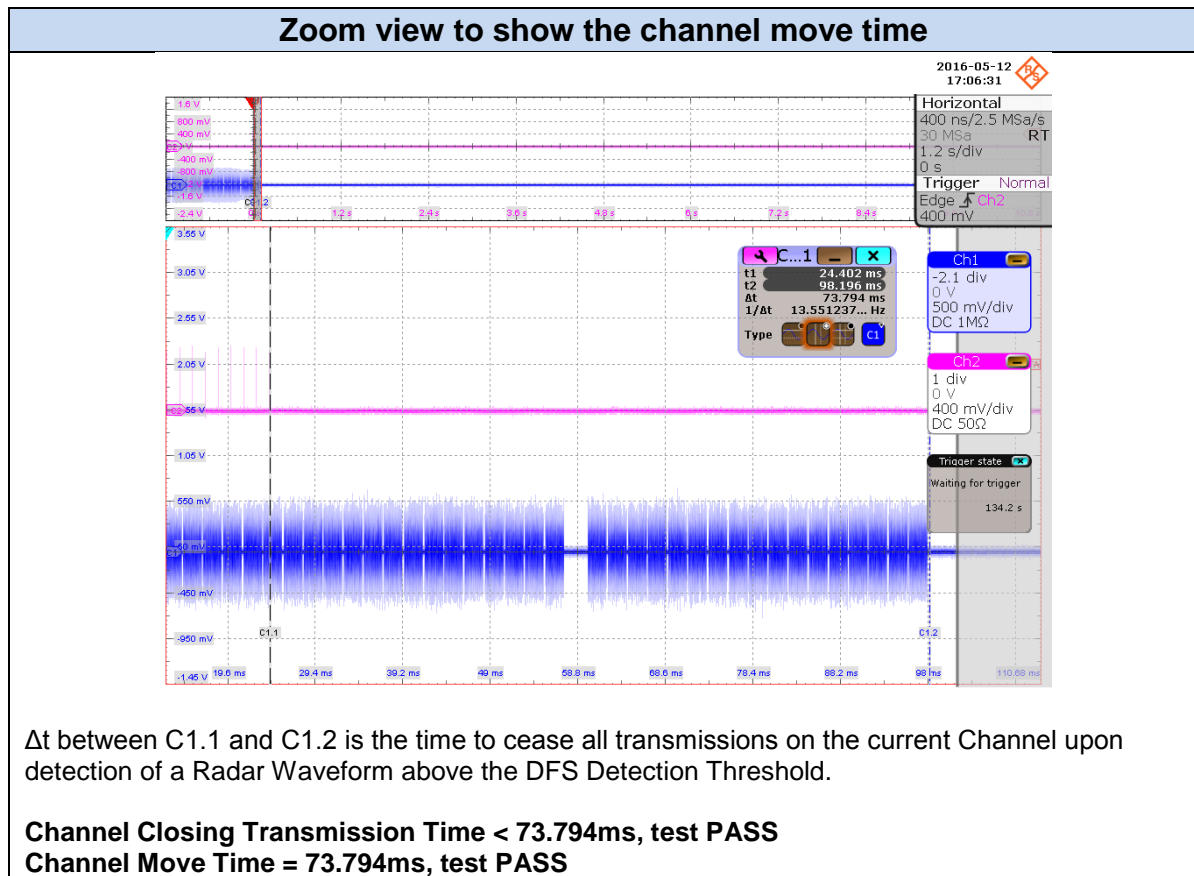 Zoom view to show the channel move time
2016-05-12
17:06:31
Horizontal
400 ns/2.5 MSa/s
30 MSa RT
1.2 s/div
0 s
Trigger Normal
Edge Ch2
400 mV
1.6 V
800 mV
400 mV
C2
-400 mV
-800 mV
C1
-1.6 V
-2.4 V
1.2 s
2.4 s
3.6 s
4.8 s
6 s
7.2 s
8.4 s
3.55 V
3.05 V
2.55 V
2.05 V
C2
1.05 V
550 mV
-450 mV
-950 mV
-1.45 V
C...1
t1 24.402 ms
t2 98.196 ms
Δt 73.794 ms
1/Δt 13.551237... Hz
Type C1
Ch1
-2.1 div
0 V
500 mV/div
DC 1MΩ
Ch2
1 div
0 V
400 mV/div
DC 50Ω
Trigger state
Waiting for trigger
134.2 s
C1.1
C1.2
19.6 ms
29.4 ms
39.2 ms
49 ms
58.8 ms
68.6 ms
78.4 ms
88.2 ms
98 ms
110.68 ms
Δt between C1.1 and C1.2 is the time to cease all transmissions on the current Channel upon
detection of a Radar Waveform above the DFS Detection Threshold.
Channel Closing Transmission Time < 73.794ms, test PASS
Channel Move Time = 73.794ms, test PASS